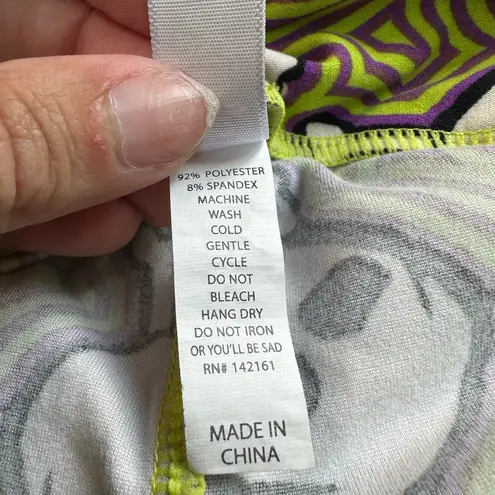 92% POLYESTER
8% SPANDEX
MACHINE
WASH
COLD
GENTLE
CYCLE
DO NOT
BLEACH
HANG DRY
DO NOT IRON
OR YOU'LL BE SAD
RN# 142161
MADE IN
CHINA